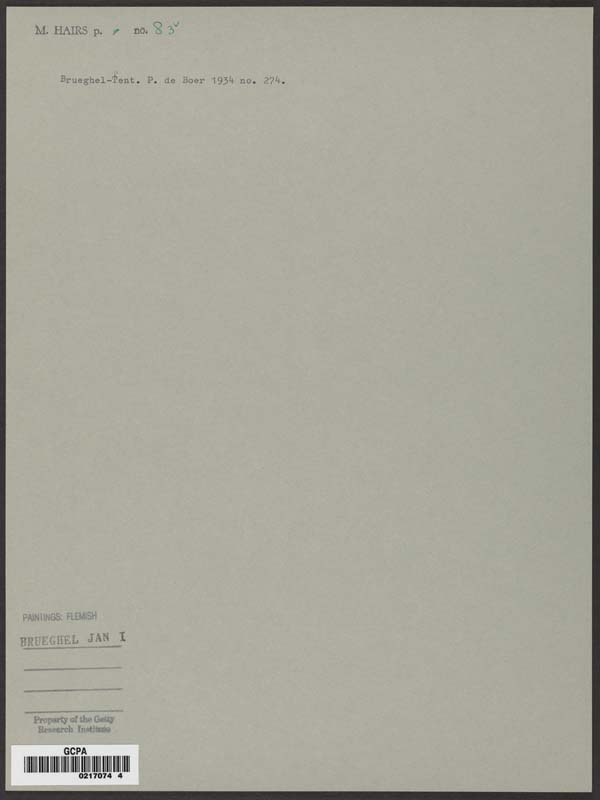 M. HAIRS p. no. 83
Brueghel-Tent. P. de Boer 1934 no. 274.
PAINTINGS: FLEMISH
BRUEGHEL JAN I
Property of the Getty
Research Institute
GCPA
0217074 4